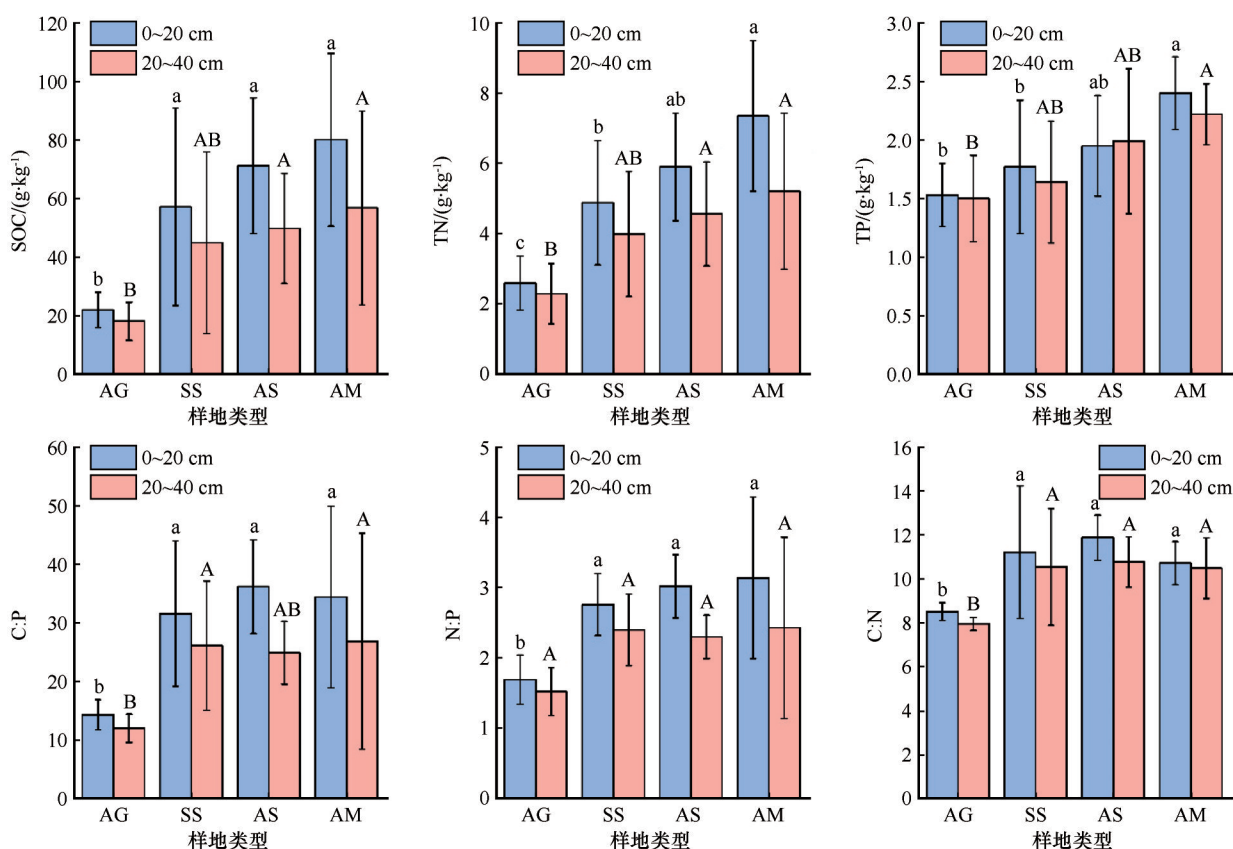 120
100
80
60
40
20
0
SOC/(g·kg⁻¹)
0~20 cm
20~40 cm
b
B
a
AB
a
A
a
A
AG SS AS AM
样地类型
10
8
6
4
2
0
TN/(g·kg⁻¹)
0~20 cm
20~40 cm
c
B
b
AB
ab
A
a
A
AG SS AS AM
样地类型
3.0
2.5
2.0
1.5
1.0
0.5
0.0
TP/(g·kg⁻¹)
0~20 cm
20~40 cm
b
B
b
AB
ab
AB
a
A
AG SS AS AM
样地类型
60
50
40
30
20
10
0
C:P
0~20 cm
20~40 cm
b
B
a
A
a
AB
a
A
AG SS AS AM
样地类型
5
4
3
2
1
0
N:P
0~20 cm
20~40 cm
b
A
a
A
a
A
a
A
AG SS AS AM
样地类型
16
14
12
10
8
6
4
2
0
C:N
0~20 cm
20~40 cm
b
B
a
A
a
A
a
A
AG SS AS AM
样地类型